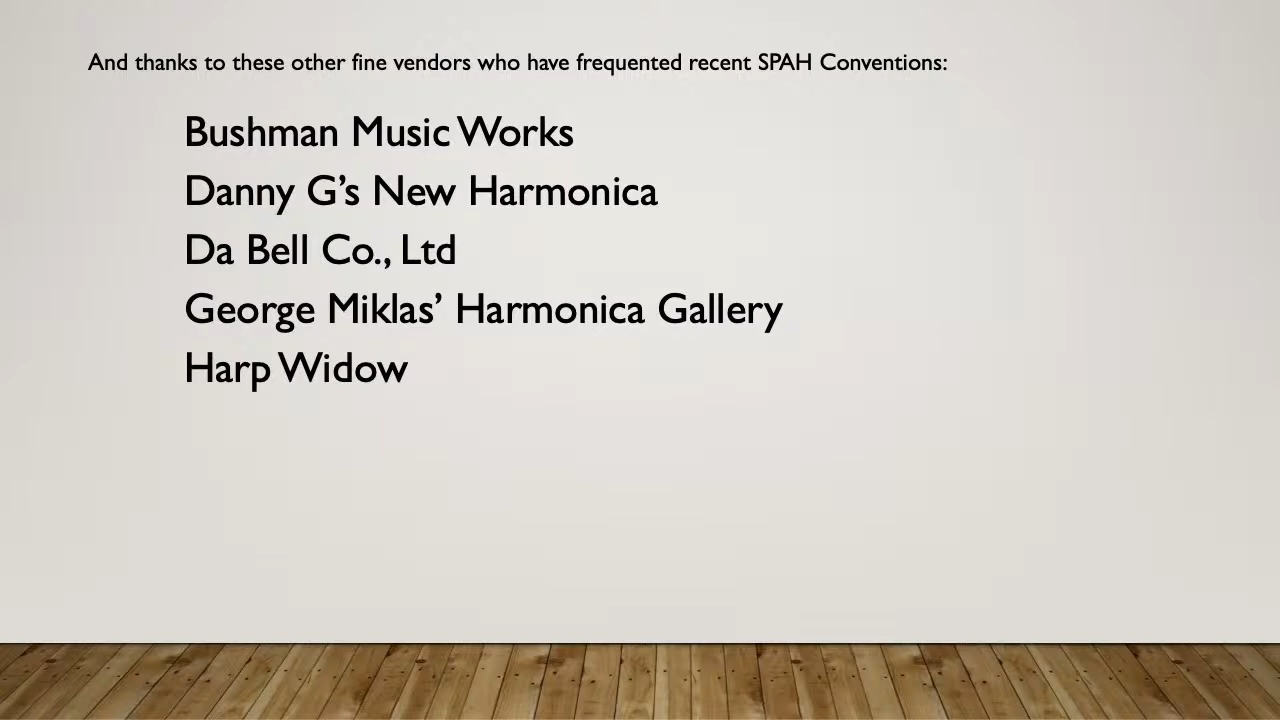 And thanks to these other fine vendors who have frequented recent SPAH Conventions:
Bushman Music Works
Danny G’s New Harmonica
Da Bell Co., Ltd
George Miklas’ Harmonica Gallery
Harp Widow